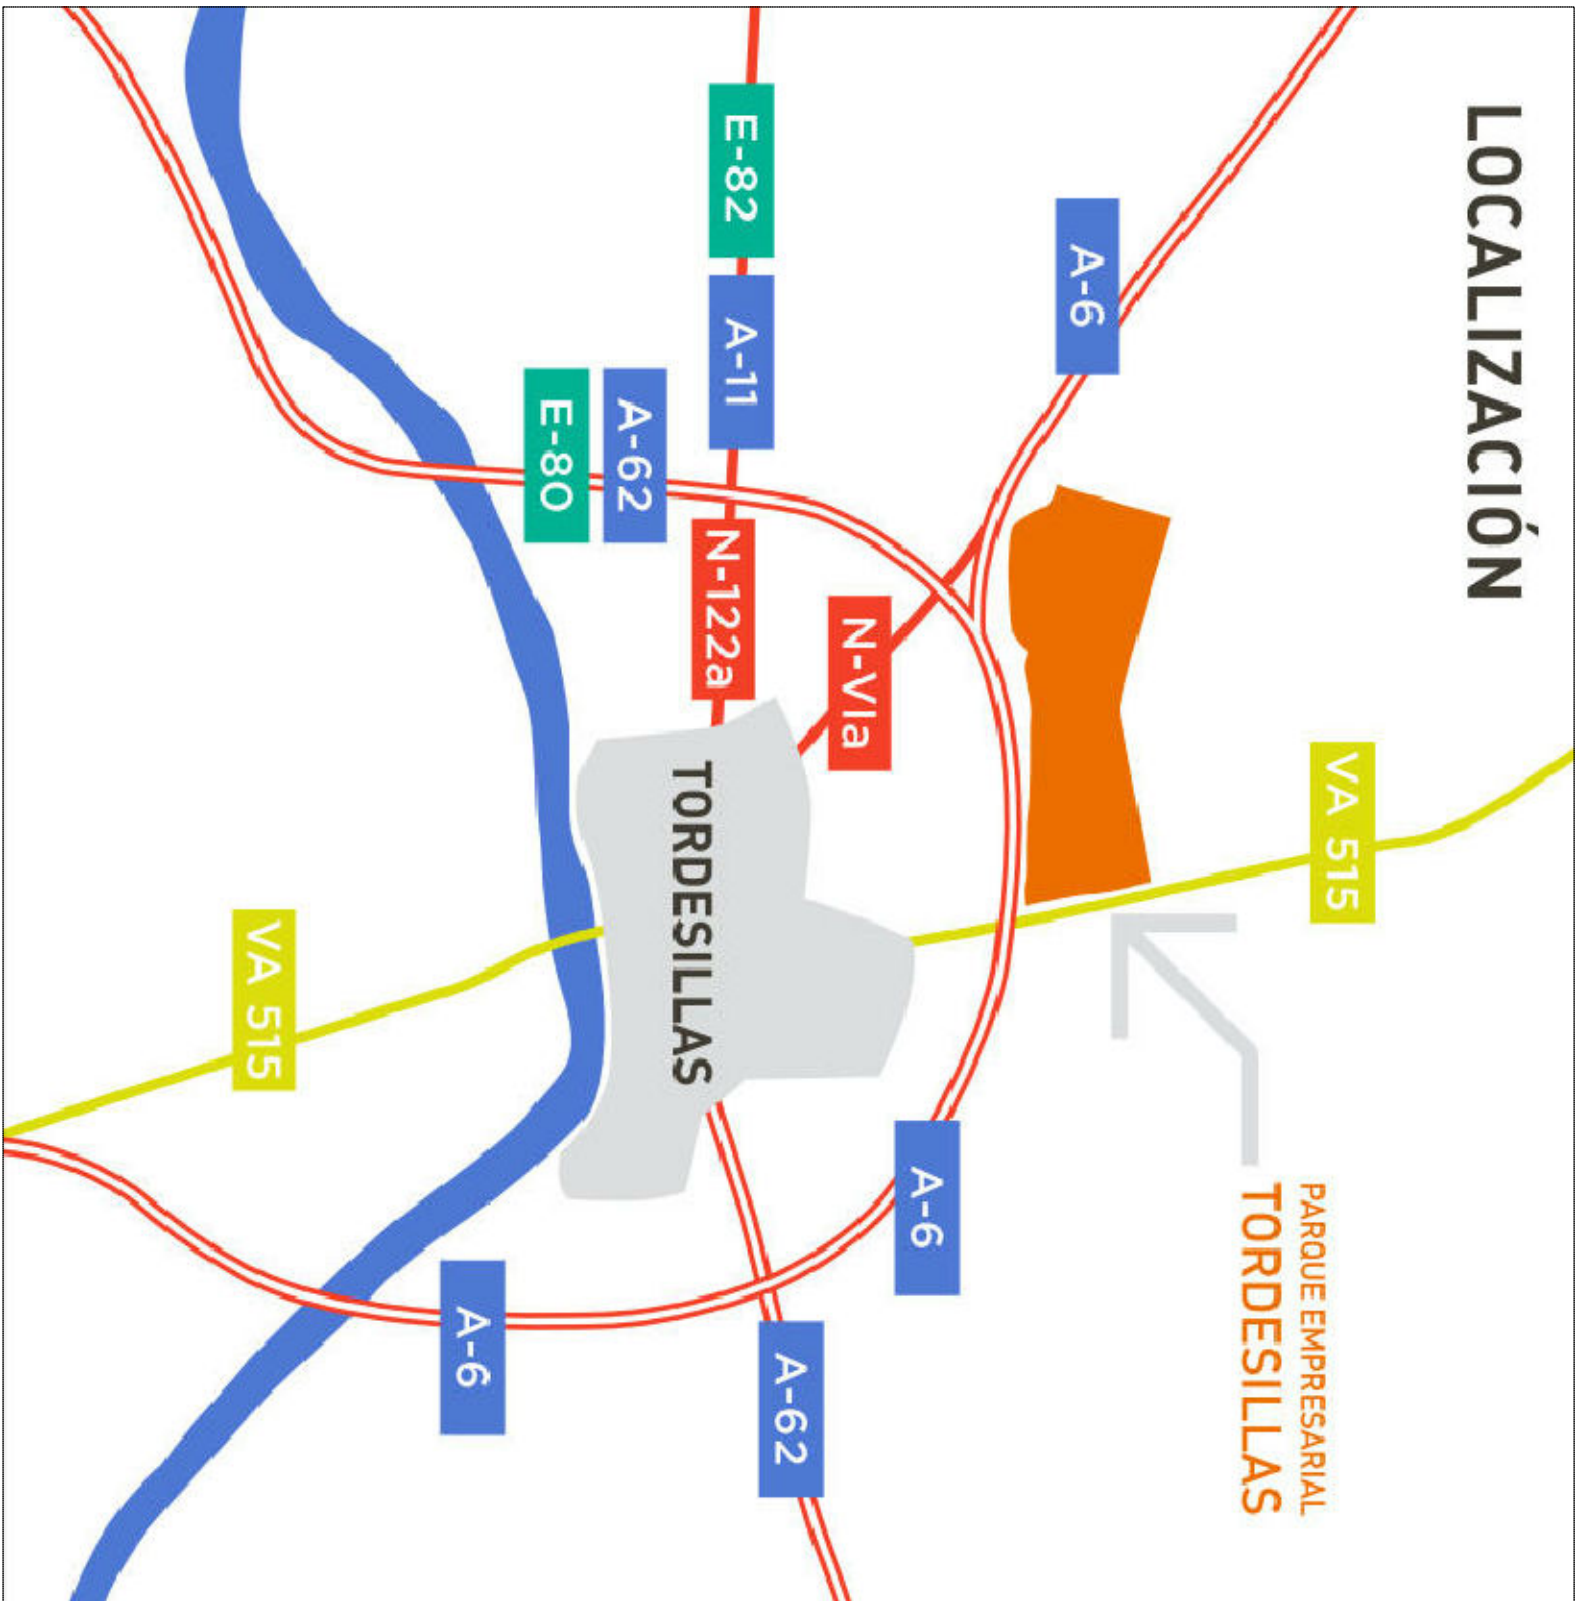 LOCALIZACIÓN
A-6
E-82
A-11
A-62
E-80
N-122a
N-VIa
VA 515
TORDESILLAS
VA 515
PARQUE EMPRESARIAL
TORDESILLAS
A-6
A-6
A-62